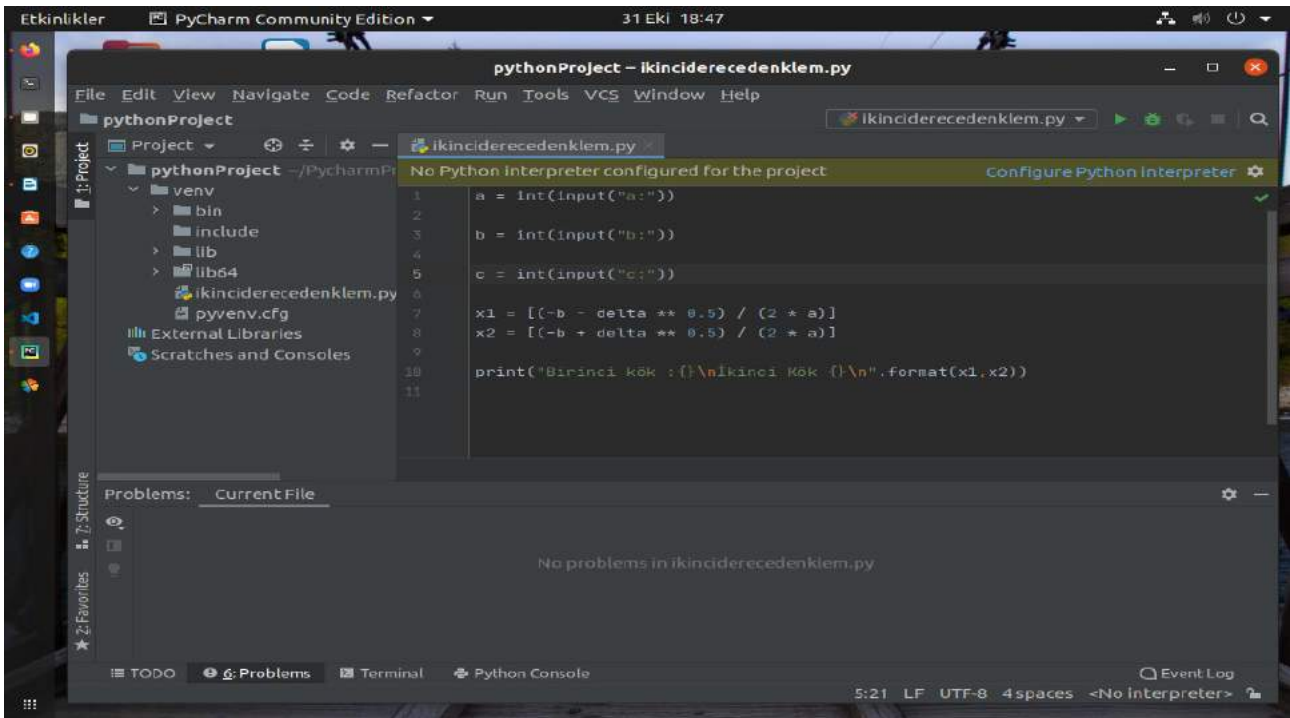 Etkinlikler PyCharm Community Edition 31 Eki 18:47
pythonProject – ikinciderecedenklem.py
File Edit View Navigate Code Refactor Run Tools VCS Window Help
pythonProject ikinciderecedenklem.py
1: Project
Project ikinciderecedenklem.py
pythonProject ~/PycharmPr
No Python interpreter configured for the project Configure Python interpreter
venv
bin
include
lib
lib64
ikinciderecedenklem.py
pyvenv.cfg
External Libraries
Scratches and Consoles
1 a = int(input("a:"))
2
3 b = int(input("b:"))
4
5 c = int(input("c:"))
6
7 x1 = [(-b - delta ** 0.5) / (2 * a)]
8 x2 = [(-b + delta ** 0.5) / (2 * a)]
9
10 print("Birinci kök :{}\nİkinci Kök {}\n".format(x1,x2))
11
7: Structure
2: Favorites
Problems: Current File
No problems in ikinciderecedenklem.py
TODO 6: Problems Terminal Python Console Event Log
5:21 LF UTF-8 4 spaces <No interpreter>